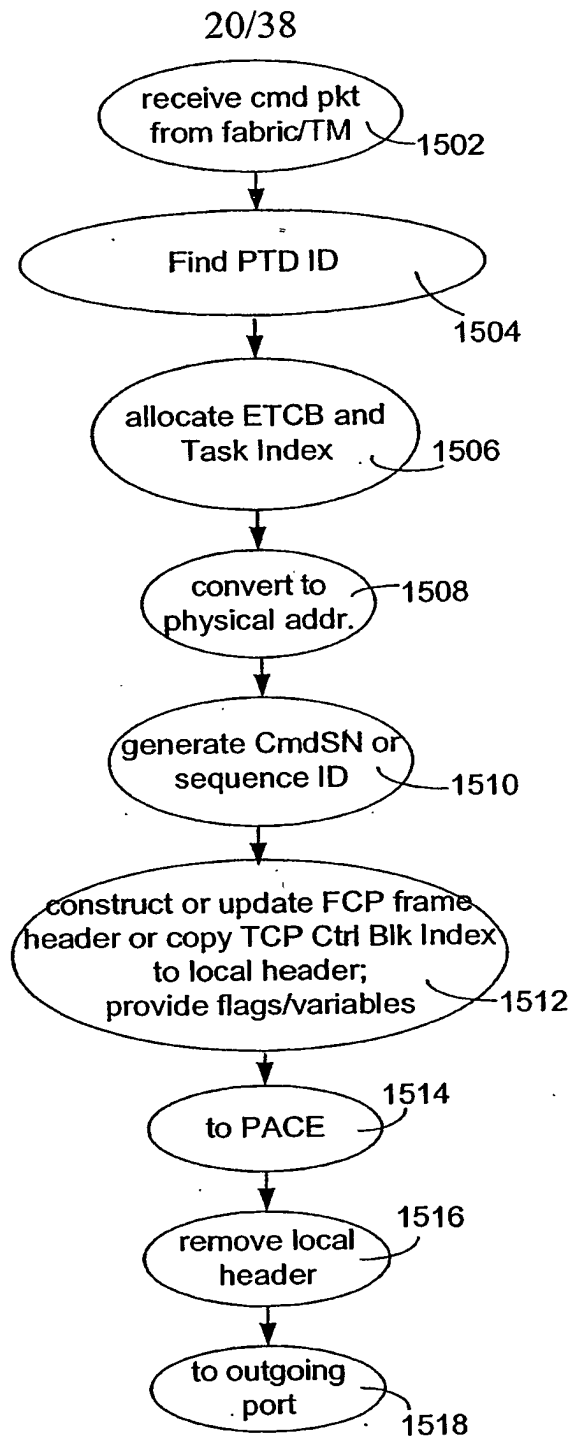 20/38
receive cmd pkt
from fabric/TM
1502
Find PTD ID
1504
allocate ETCB and
Task Index
1506
convert to
physical addr.
1508
generate CmdSN or
sequence ID
1510
construct or update FCP frame
header or copy TCP Ctrl Blk Index
to local header;
provide flags/variables
1512
to PACE
1514
remove local
header
1516
to outgoing
port
1518